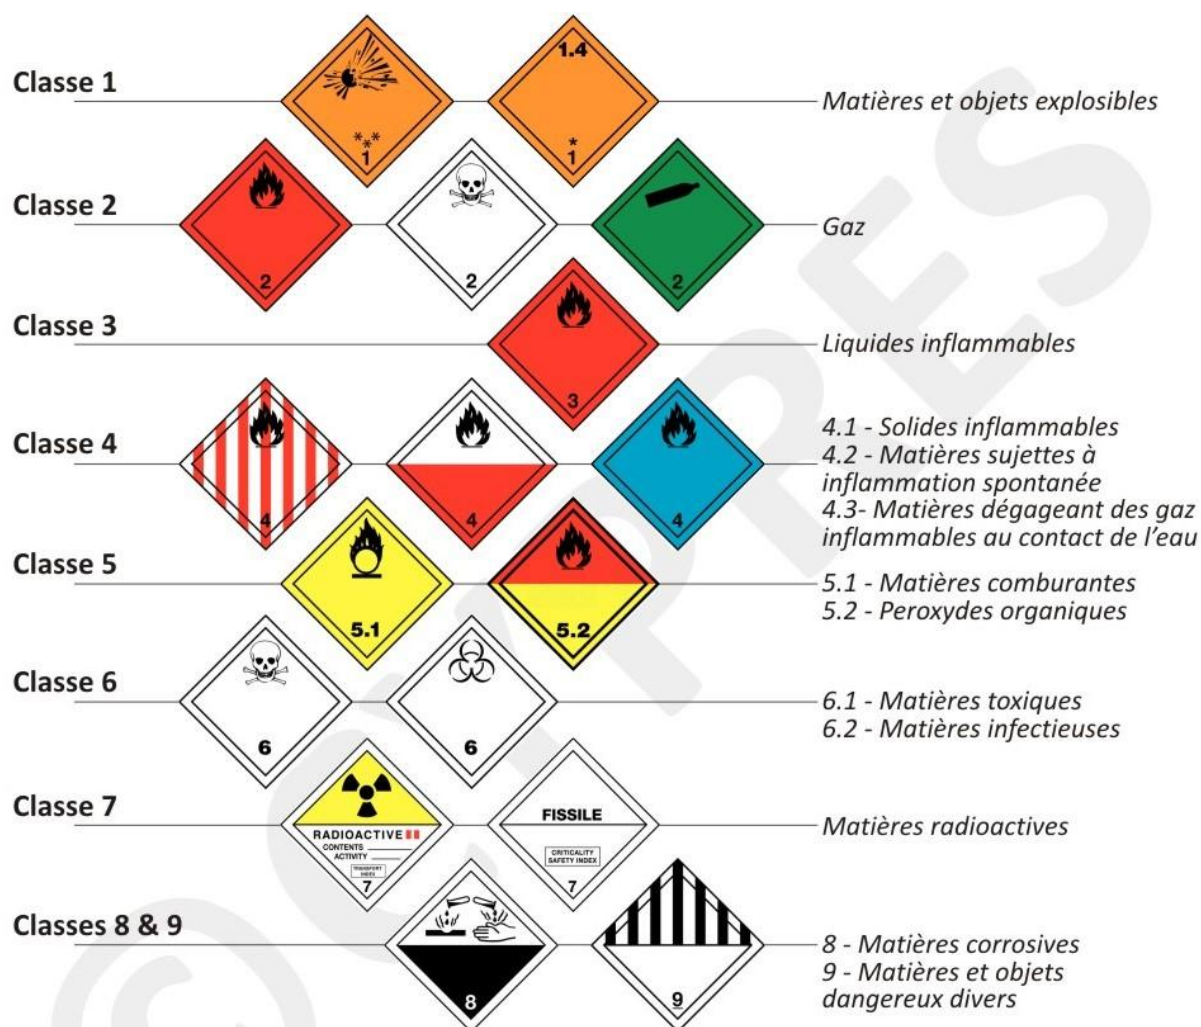 Classe 1
1.4
***
1
*
1
Matières et objets explosibles
Classe 2
2
2
2
Gaz
Classe 3
3
Liquides inflammables
Classe 4
4
4
4
4.1 - Solides inflammables
4.2 - Matières sujettes à
inflammation spontanée
4.3- Matières dégageant des gaz
inflammables au contact de l’eau
Classe 5
5.1
5.2
5.1 - Matières comburantes
5.2 - Peroxydes organiques
Classe 6
6
6
6.1 - Matières toxiques
6.2 - Matières infectieuses
Classe 7
RADIOACTIVE II
CONTENTS
ACTIVITY
TRANSPORT
INDEX
7
FISSILE
CRITICALITY
SAFETY INDEX
7
Matières radioactives
Classes 8 & 9
8
9
8 - Matières corrosives
9 - Matières et objets
dangereux divers
©CYPRES